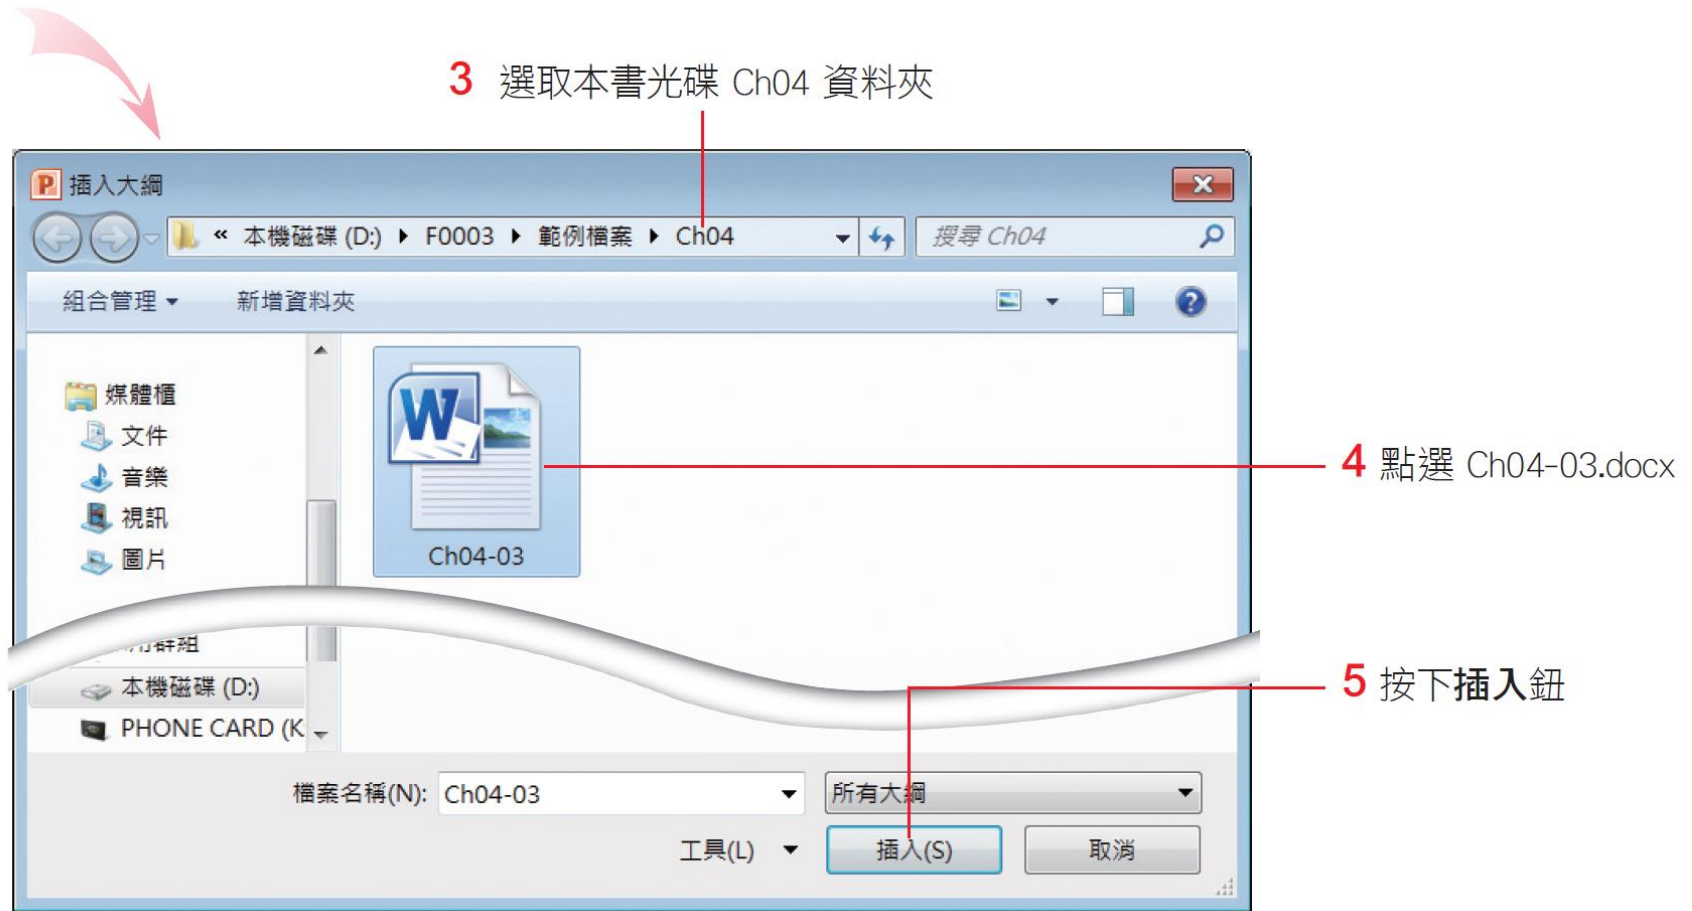 3 選取本書光碟 Ch04 資料夾
插入大綱
« 本機磁碟 (D:) ▶ F0003 ▶ 範例檔案 ▶ Ch04
搜尋 Ch04
組合管理 ▼ 新增資料夾
媒體櫃
文件
音樂
視訊
圖片
Ch04-03
4 點選 Ch04-03.docx
群組
本機磁碟 (D:)
5 按下插入鈕
PHONE CARD (K
檔案名稱(N): Ch04-03
所有大綱
工具(L) ▼ 插入(S) 取消